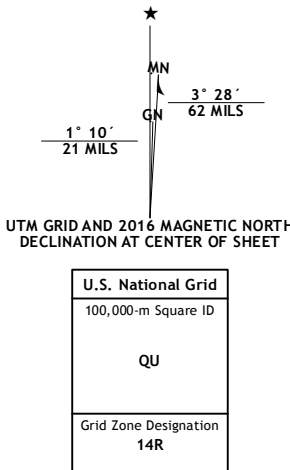 ★
MN
3° 28´
62 MILS
GN
1° 10´
21 MILS
UTM GRID AND 2016 MAGNETIC NORTH
DECLINATION AT CENTER OF SHEET
U.S. National Grid
100,000-m Square ID
QU
Grid Zone Designation
14R